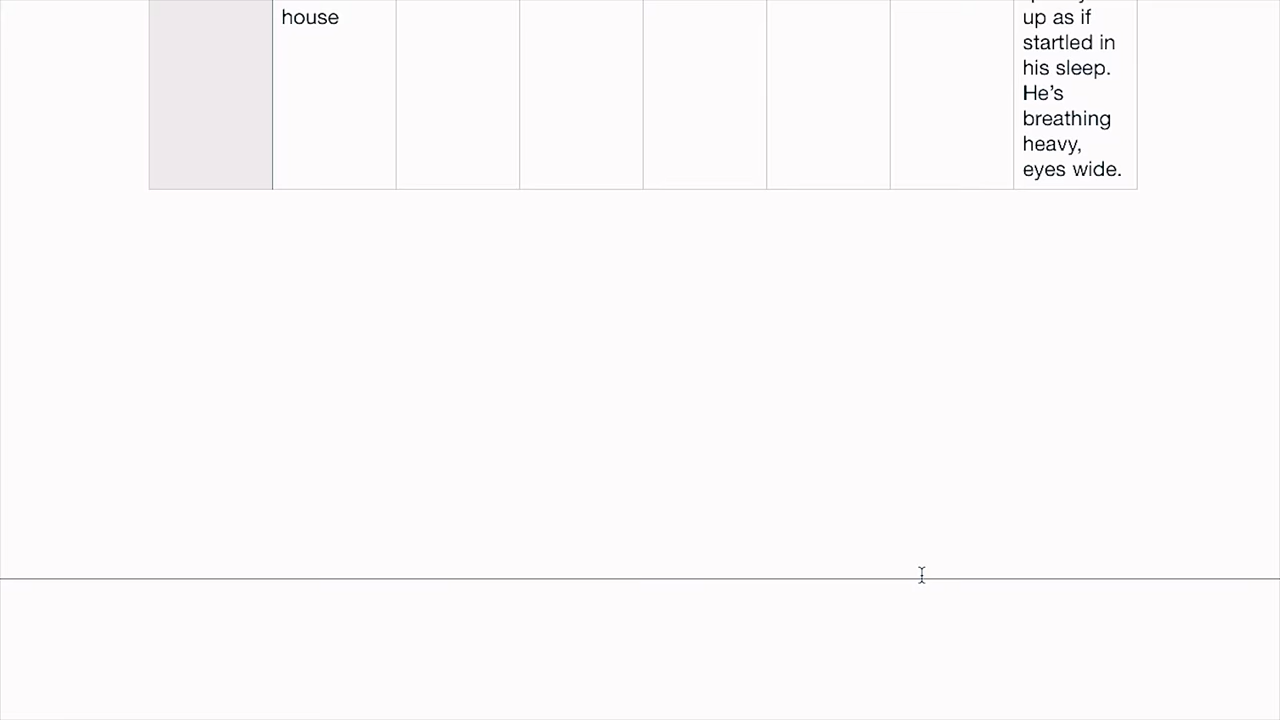 house
up as if
startled in
his sleep.
He's
breathing
heavy,
eyes wide.